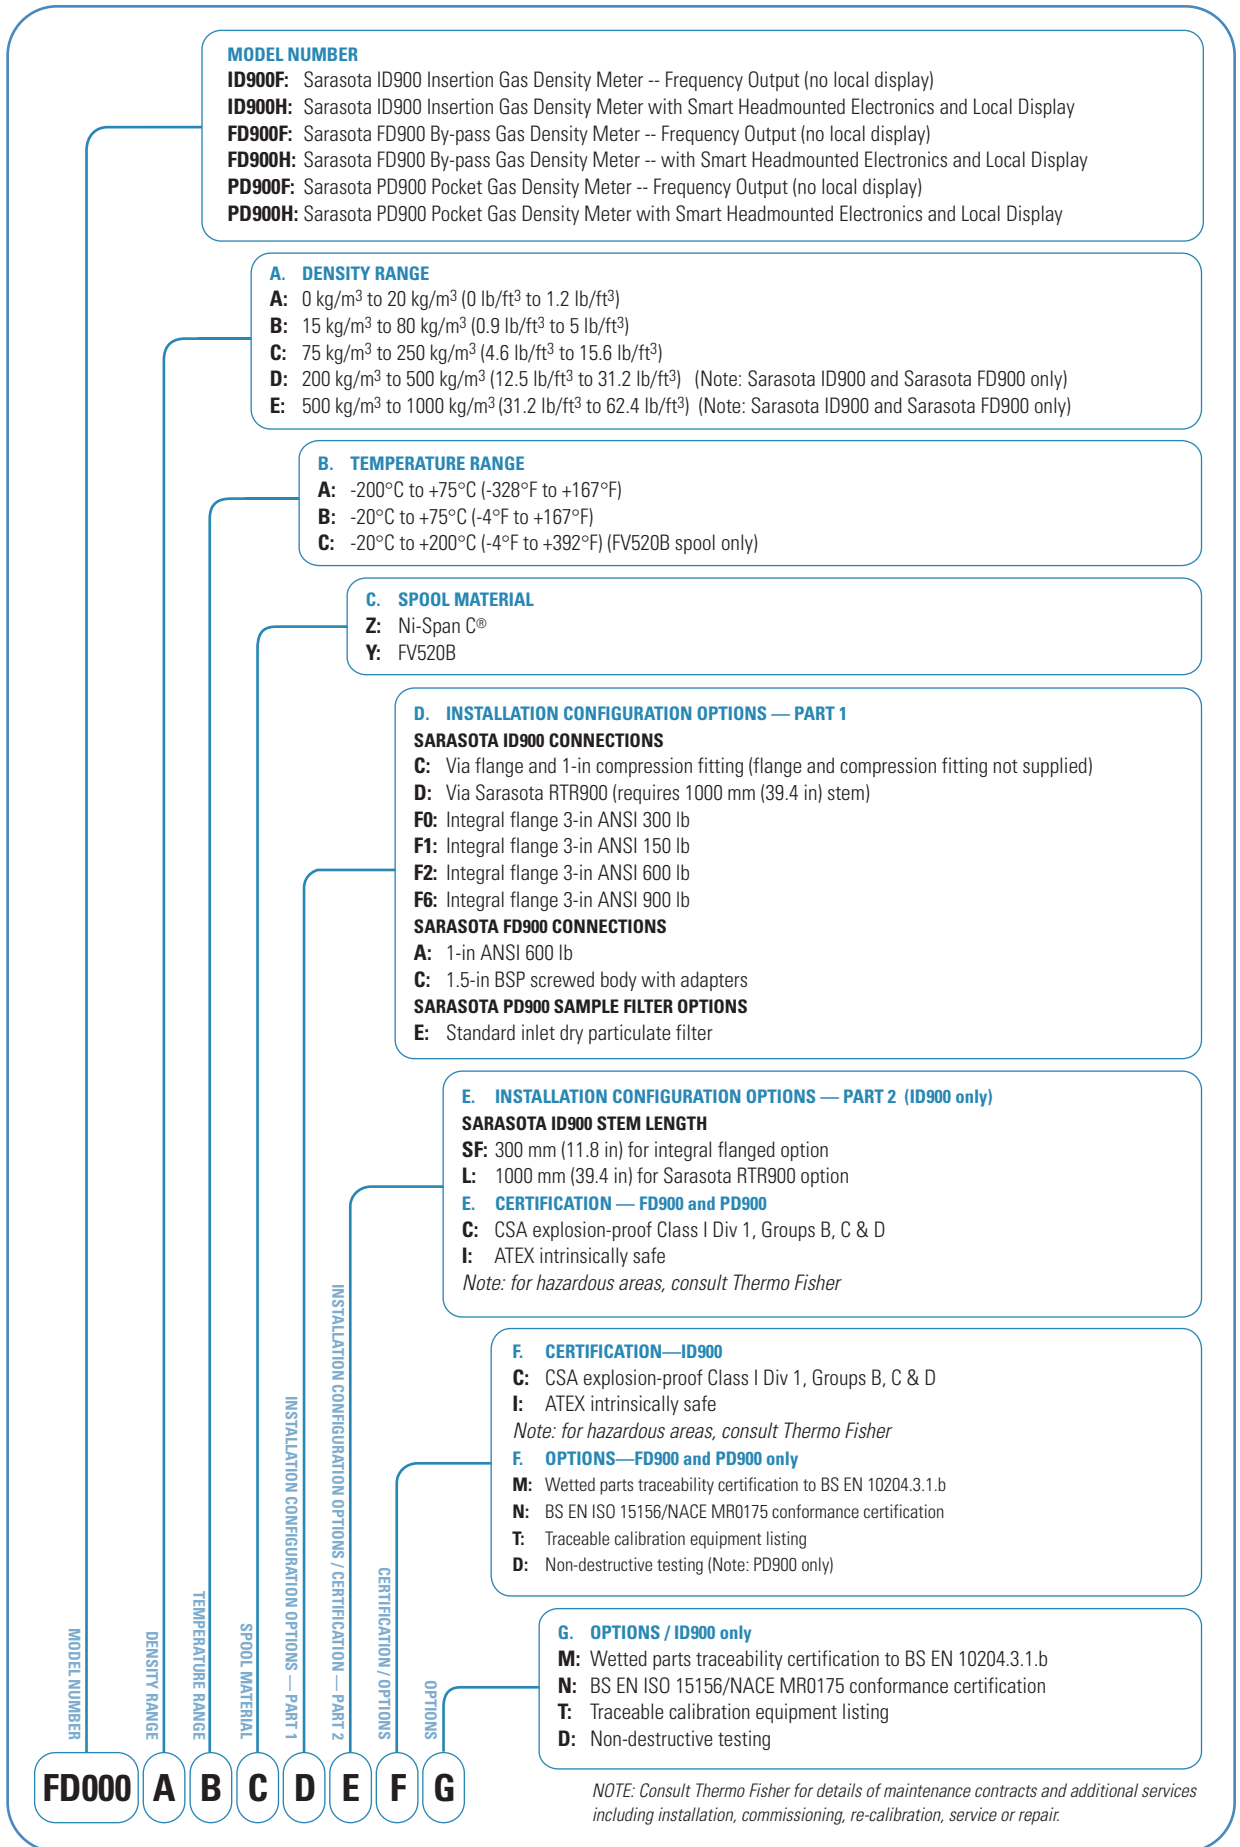 MODEL NUMBER
ID900F: Sarasota ID900 Insertion Gas Density Meter -- Frequency Output (no local display)
ID900H: Sarasota ID900 Insertion Gas Density Meter with Smart Headmounted Electronics and Local Display
FD900F: Sarasota FD900 By-pass Gas Density Meter -- Frequency Output (no local display)
FD900H: Sarasota FD900 By-pass Gas Density Meter -- with Smart Headmounted Electronics and Local Display
PD900F: Sarasota PD900 Pocket Gas Density Meter -- Frequency Output (no local display)
PD900H: Sarasota PD900 Pocket Gas Density Meter with Smart Headmounted Electronics and Local Display
A. DENSITY RANGE
A: 0 kg/m³ to 20 kg/m³ (0 lb/ft³ to 1.2 lb/ft³)
B: 15 kg/m³ to 80 kg/m³ (0.9 lb/ft³ to 5 lb/ft³)
C: 75 kg/m³ to 250 kg/m³ (4.6 lb/ft³ to 15.6 lb/ft³)
D: 200 kg/m³ to 500 kg/m³ (12.5 lb/ft³ to 31.2 lb/ft³) (Note: Sarasota ID900 and Sarasota FD900 only)
E: 500 kg/m³ to 1000 kg/m³ (31.2 lb/ft³ to 62.4 lb/ft³) (Note: Sarasota ID900 and Sarasota FD900 only)
B. TEMPERATURE RANGE
A: -200°C to +75°C (-328°F to +167°F)
B: -20°C to +75°C (-4°F to +167°F)
C: -20°C to +200°C (-4°F to +392°F) (FV520B spool only)
C. SPOOL MATERIAL
Z: Ni-Span C®
Y: FV520B
D. INSTALLATION CONFIGURATION OPTIONS — PART 1
SARASOTA ID900 CONNECTIONS
C: Via flange and 1-in compression fitting (flange and compression fitting not supplied)
D: Via Sarasota RTR900 (requires 1000 mm (39.4 in) stem)
F0: Integral flange 3-in ANSI 300 lb
F1: Integral flange 3-in ANSI 150 lb
F2: Integral flange 3-in ANSI 600 lb
F6: Integral flange 3-in ANSI 900 lb
SARASOTA FD900 CONNECTIONS
A: 1-in ANSI 600 lb
C: 1.5-in BSP screwed body with adapters
SARASOTA PD900 SAMPLE FILTER OPTIONS
E: Standard inlet dry particulate filter
E. INSTALLATION CONFIGURATION OPTIONS — PART 2 (ID900 only)
SARASOTA ID900 STEM LENGTH
SF: 300 mm (11.8 in) for integral flanged option
L: 1000 mm (39.4 in) for Sarasota RTR900 option
E. CERTIFICATION — FD900 and PD900
C: CSA explosion-proof Class I Div 1, Groups B, C & D
I: ATEX intrinsically safe
Note: for hazardous areas, consult Thermo Fisher
F. CERTIFICATION—ID900
C: CSA explosion-proof Class I Div 1, Groups B, C & D
I: ATEX intrinsically safe
Note: for hazardous areas, consult Thermo Fisher
F. OPTIONS—FD900 and PD900 only
M: Wetted parts traceability certification to BS EN 10204.3.1.b
N: BS EN ISO 15156/NACE MR0175 conformance certification
T: Traceable calibration equipment listing
D: Non-destructive testing (Note: PD900 only)
G. OPTIONS / ID900 only
M: Wetted parts traceability certification to BS EN 10204.3.1.b
N: BS EN ISO 15156/NACE MR0175 conformance certification
T: Traceable calibration equipment listing
D: Non-destructive testing
MODEL NUMBER
DENSITY RANGE
TEMPERATURE RANGE
SPOOL MATERIAL
INSTALLATION CONFIGURATION OPTIONS — PART 1
INSTALLATION CONFIGURATION OPTIONS / CERTIFICATION — PART 2
CERTIFICATION / OPTIONS
OPTIONS
FD000 A B C D E F G
NOTE: Consult Thermo Fisher for details of maintenance contracts and additional services
including installation, commissioning, re-calibration, service or repair.